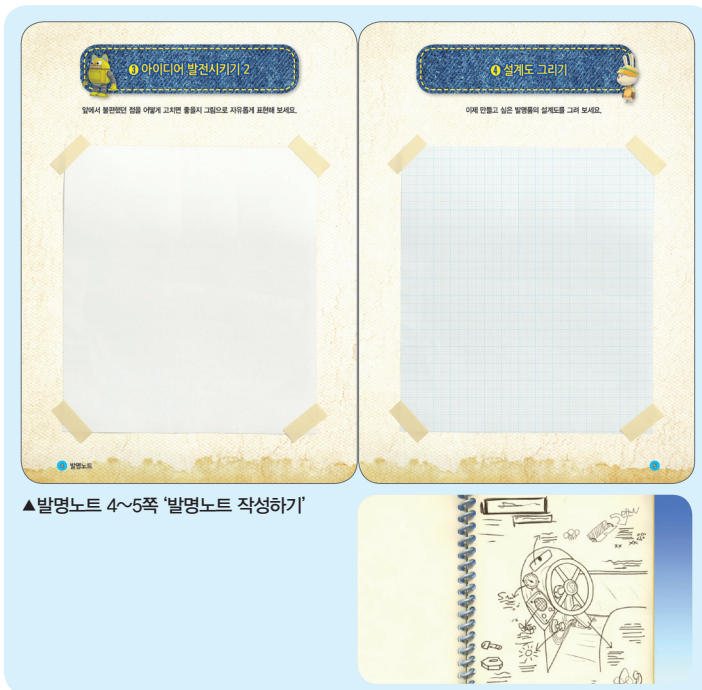 ❸ 아이디어 발전시키기 2
앞에서 불편했던 점을 어떻게 고치면 좋을지 그림으로 자유롭게 표현해 보세요.
❹ 설계도 그리기
이제 만들고 싶은 발명품의 설계도를 그려 보세요.
발명노트
▲발명노트 4~5쪽 ‘발명노트 작성하기’